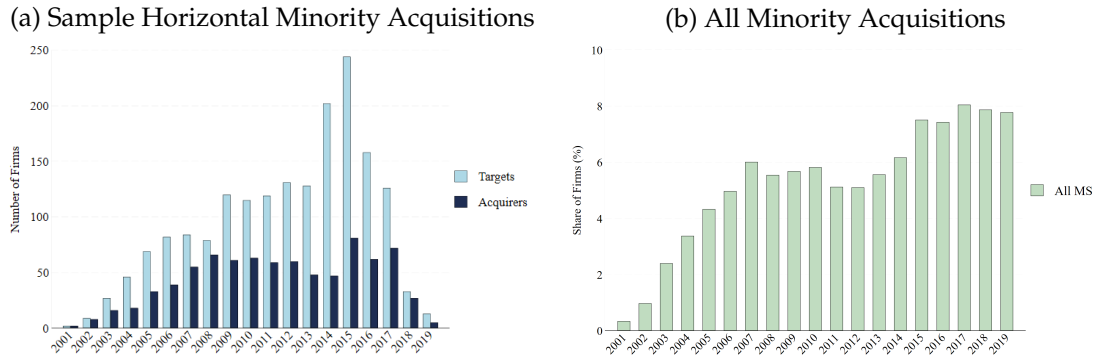 (a) Sample Horizontal Minority Acquisitions
250
200
150
100
50
0
Number of Firms
2001 2002 2003 2004 2005 2006 2007 2008 2009 2010 2011 2012 2013 2014 2015 2016 2017 2018 2019
Targets
Acquirers
(b) All Minority Acquisitions
10
8
6
4
2
0
Share of Firms (%)
2001 2002 2003 2004 2005 2006 2007 2008 2009 2010 2011 2012 2013 2014 2015 2016 2017 2018 2019
All MS